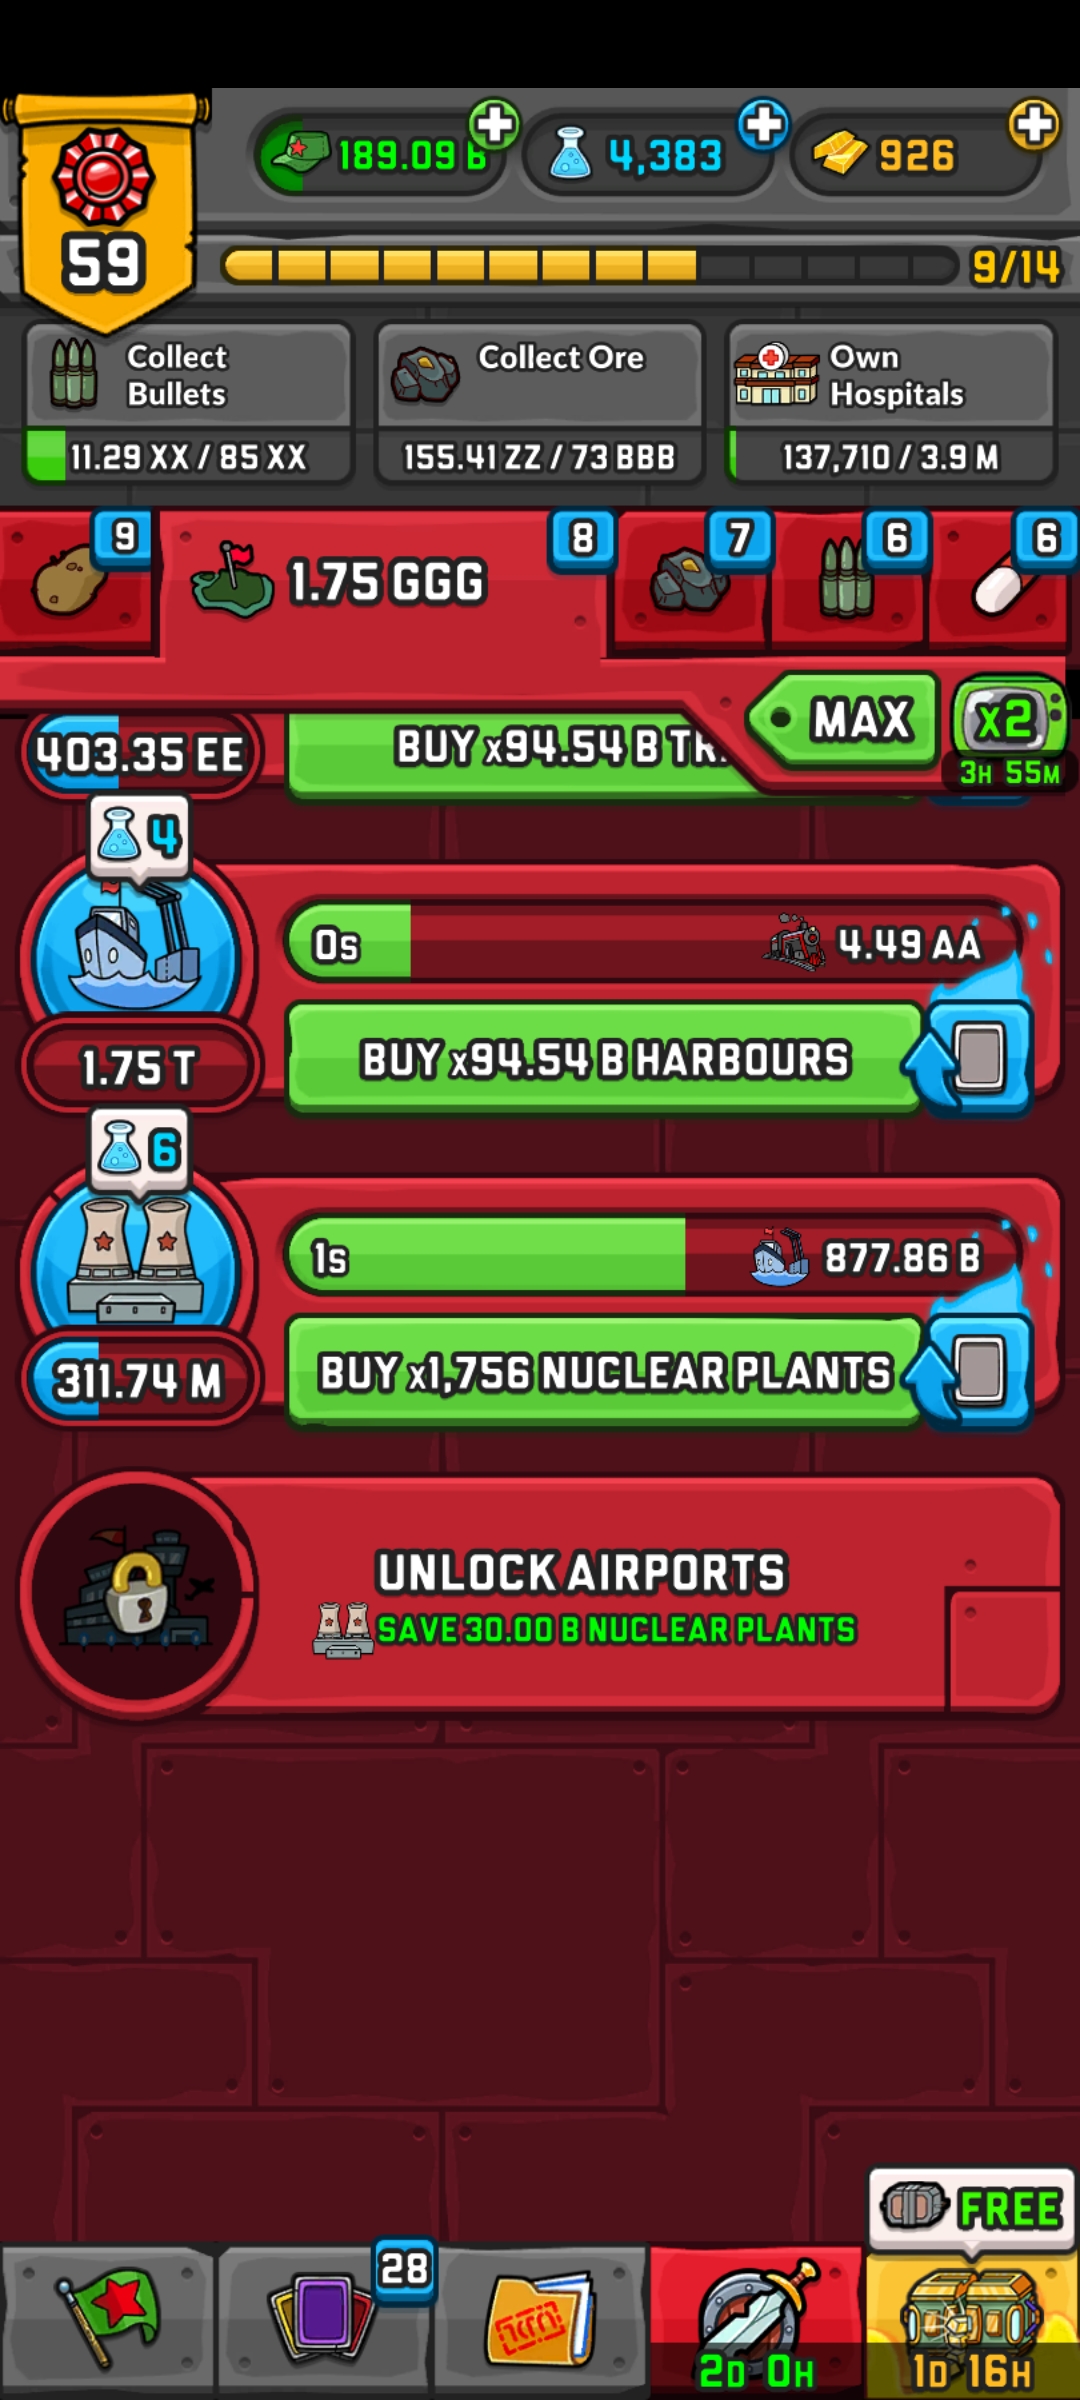 189.09 B
4,383
926
59
9/14
Collect Bullets
11.29 XX / 85 XX
Collect Ore
155.41 ZZ / 73 BBB
Own Hospitals
137,710 / 3.9 M
9
1.75 GGG
8
7
6
6
MAX
x2
3H 55M
403.35 EE
BUY x94.54 B TR
4
0s
4.49 AA
1.75 T
BUY x94.54 B HARBOURS
6
1s
877.86 B
311.74 M
BUY x1,756 NUCLEAR PLANTS
UNLOCK AIRPORTS
SAVE 30.00 B NUCLEAR PLANTS
FREE
28
2D 0H
1D 16H